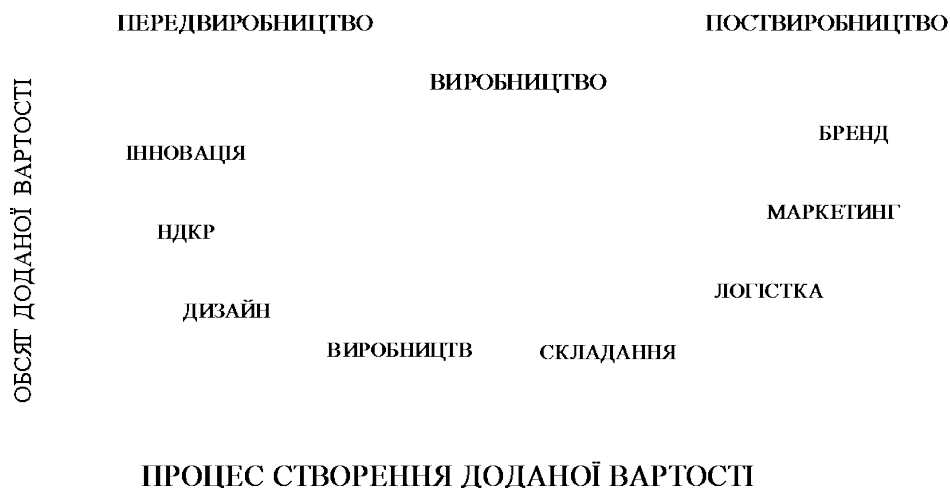 ПЕРЕДВИРОБНИЦТВО
ПОСТВИРОБНИЦТВО
ВИРОБНИЦТВО
БРЕНД
ІННОВАЦІЯ
МАРКЕТИНГ
НДКР
ЛОГІСТКА
ДИЗАЙН
ВИРОБНИЦТВ
СКЛАДАННЯ
ОБСЯГ ДОДАНОЇ ВАРТОСТІ
ПРОЦЕС СТВОРЕННЯ ДОДАНОЇ ВАРТОСТІ